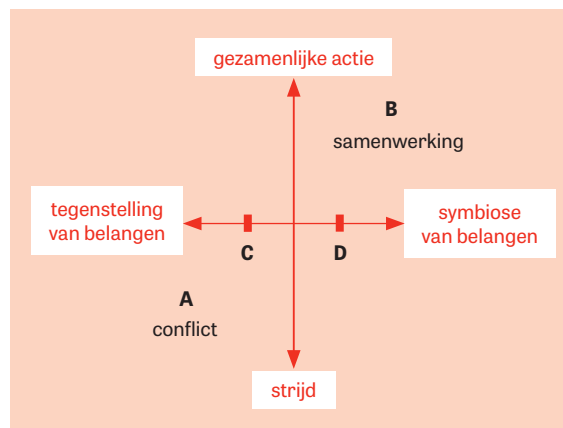 gezamenlijke actie
B
samenwerking
tegenstelling
van belangen
symbiose
van belangen
C
D
A
conflict
strijd